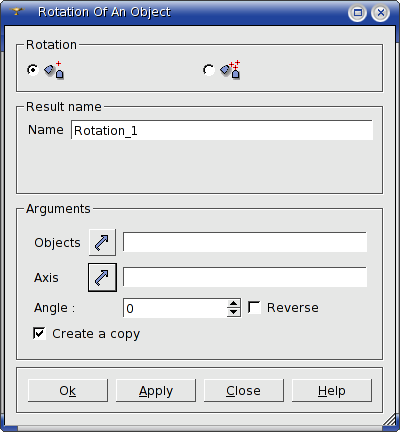 Rotation Of An Object
Rotation
Result name
Name Rotation_1
Arguments
Objects
Axis
Angle : 0 Reverse
Create a copy
Ok Apply Close Help